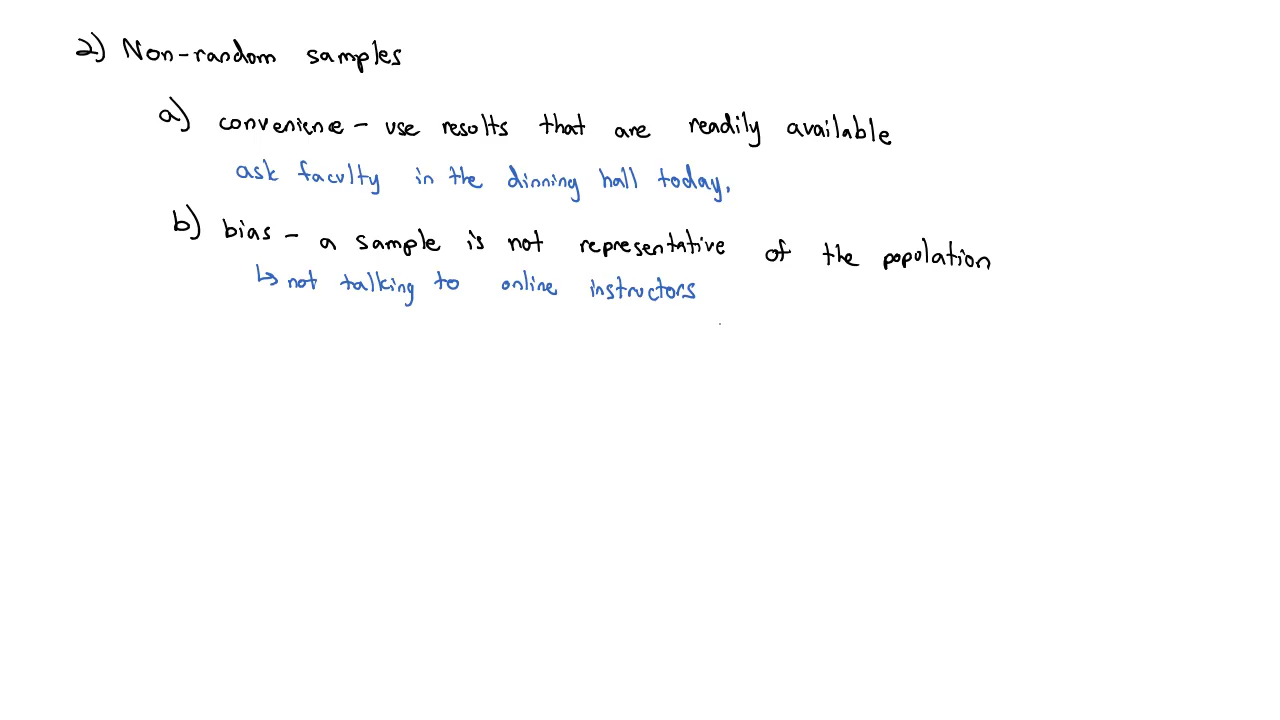 2) Non-random samples
a) convenience - use results that are readily available
ask faculty in the dinning hall today.
b) bias - a sample is not representative of the population
↳ not talking to online instructors